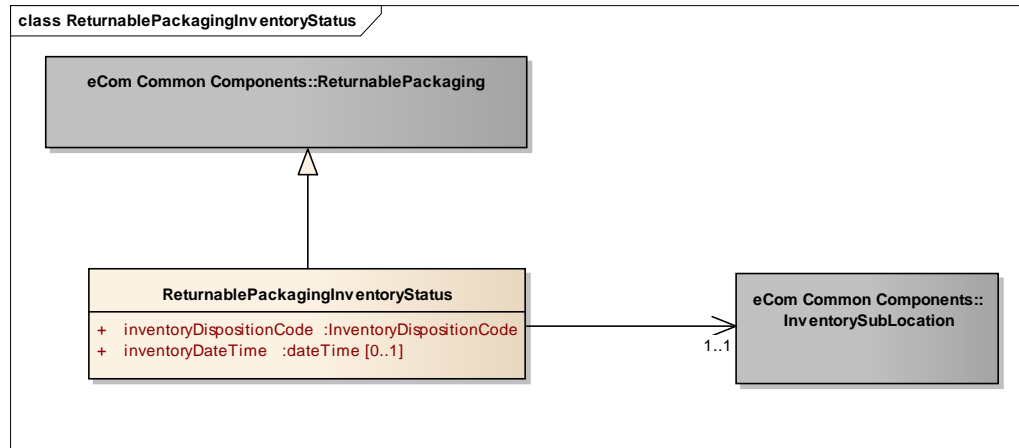 class ReturnablePackagingInventoryStatus
eCom Common Components::ReturnablePackaging
ReturnablePackagingInventoryStatus
+ inventoryDispositionCode :InventoryDispositionCode
+ inventoryDateTime :dateTime [0..1]
eCom Common Components::
InventorySubLocation
1..1